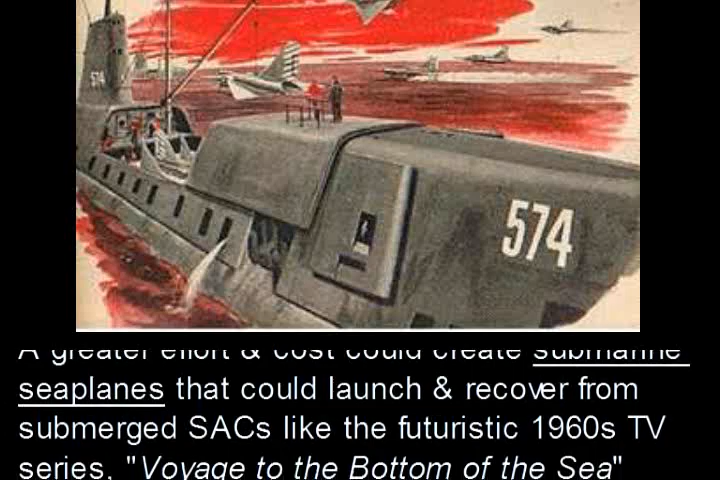 574
574
A greater effort & cost could create submarine
seaplanes that could launch & recover from
submerged SACs like the futuristic 1960s TV
series, "Voyage to the Bottom of the Sea"